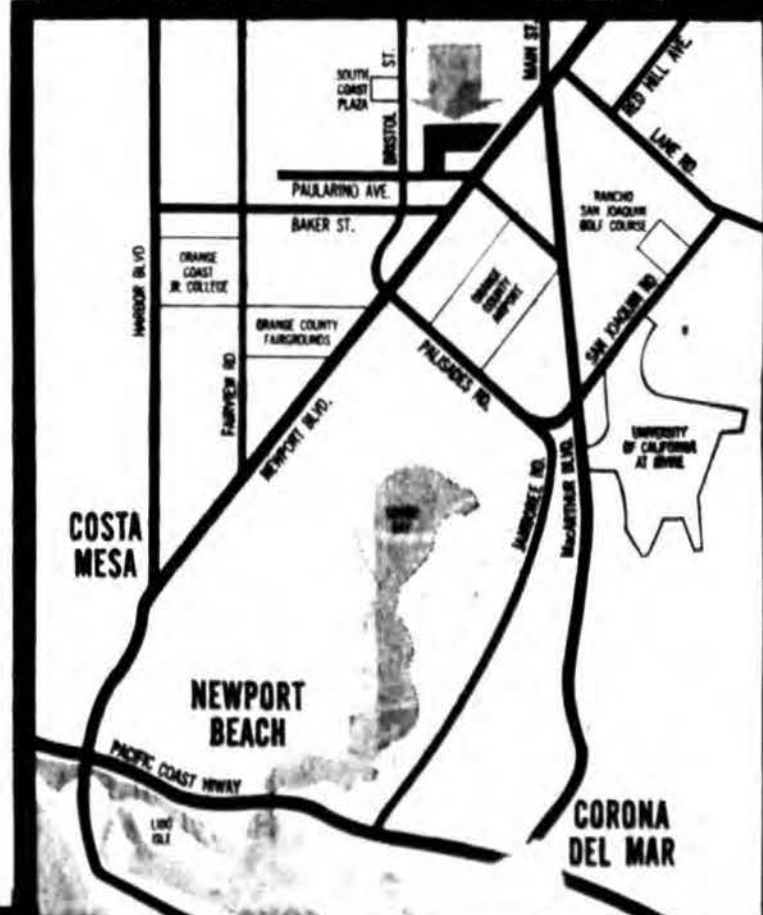 SOUTH
COAST
PLAZA
BRISTOL ST.
MAIN ST.
RED HILL AVE.
LANE RD.
PAULARINO AVE.
BAKER ST.
RANCHO
SAN JOAQUIN
GOLF COURSE
HARBOR BLVD
ORANGE
COAST
JR. COLLEGE
ORANGE
COUNTY
AIRPORT
SAN JOAQUIN RD
ORANGE COUNTY
FAIRGROUNDS
FAIRVIEW RD
PALISADES RD.
NEWPORT BLVD.
UNIVERSITY
OF CALIFORNIA
AT IRVINE
JAMBOREE RD.
MacARTHUR BLVD.
COSTA
MESA
NEWPORT
BEACH
PACIFIC COAST HIWAY
LIDO
ISLE
CORONA
DEL MAR